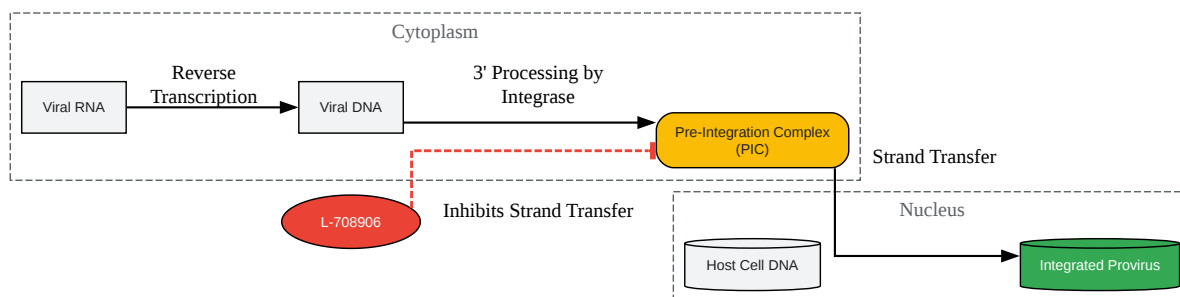 Cytoplasm
Reverse
Transcription
3' Processing by
Integrase
Viral RNA
Viral DNA
Pre-Integration Complex
(PIC)
Strand Transfer
L-708906
Inhibits Strand Transfer
Nucleus
Host Cell DNA
Integrated Provirus